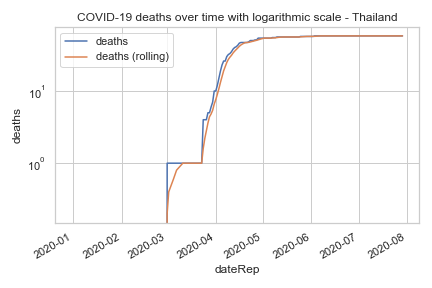 COVID-19 deaths over time with logarithmic scale - Thailand
deaths
deaths (rolling)
10¹
10⁰
deaths
2020-01
2020-02
2020-03
2020-04
2020-05
2020-06
2020-07
2020-08
dateRep